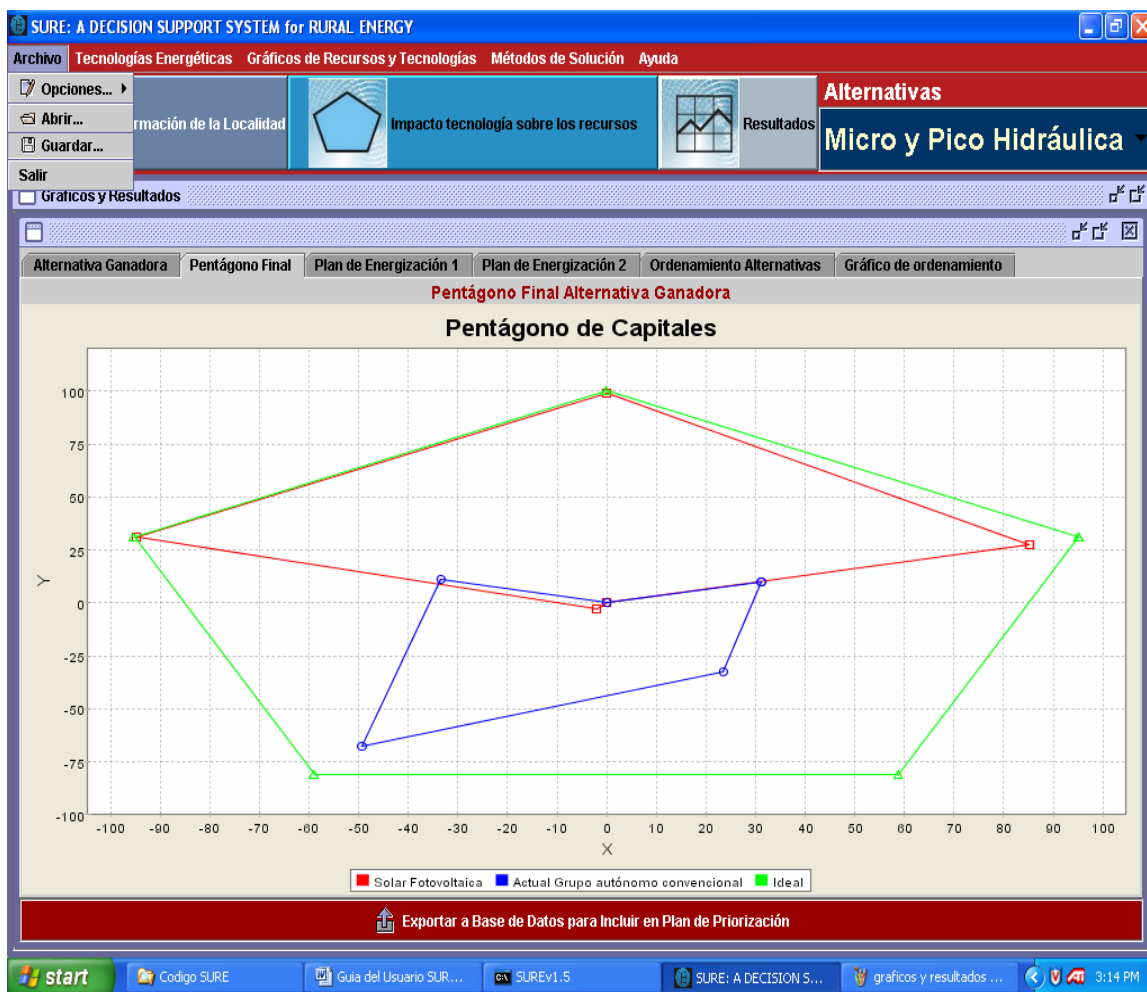 SURE: A DECISION SUPPORT SYSTEM for RURAL ENERGY
Archivo Tecnologías Energéticas Gráficos de Recursos y Tecnologías Métodos de Solución Ayuda
Opciones...
Abrir...
Guardar...
Salir
rmación de la Localidad
Impacto tecnología sobre los recursos
Resultados
Alternativas
Micro y Pico Hidráulica
Gráficos y Resultados
Alternativa Ganadora Pentágono Final Plan de Energización 1 Plan de Energización 2 Ordenamiento Alternativas Gráfico de ordenamiento
Pentágono Final Alternativa Ganadora
Pentágono de Capitales
100
75
50
25
0
-25
-50
-75
-100
Y
-100 -90 -80 -70 -60 -50 -40 -30 -20 -10 0 10 20 30 40 50 60 70 80 90 100
X
Solar Fotovoltaica Actual Grupo autónomo convencional Ideal
Exportar a Base de Datos para Incluir en Plan de Priorización
start Codigo SURE Guia del Usuario SUR... SUREv1.5 SURE: A DECISION S... graficos y resultados ... 3:14 PM